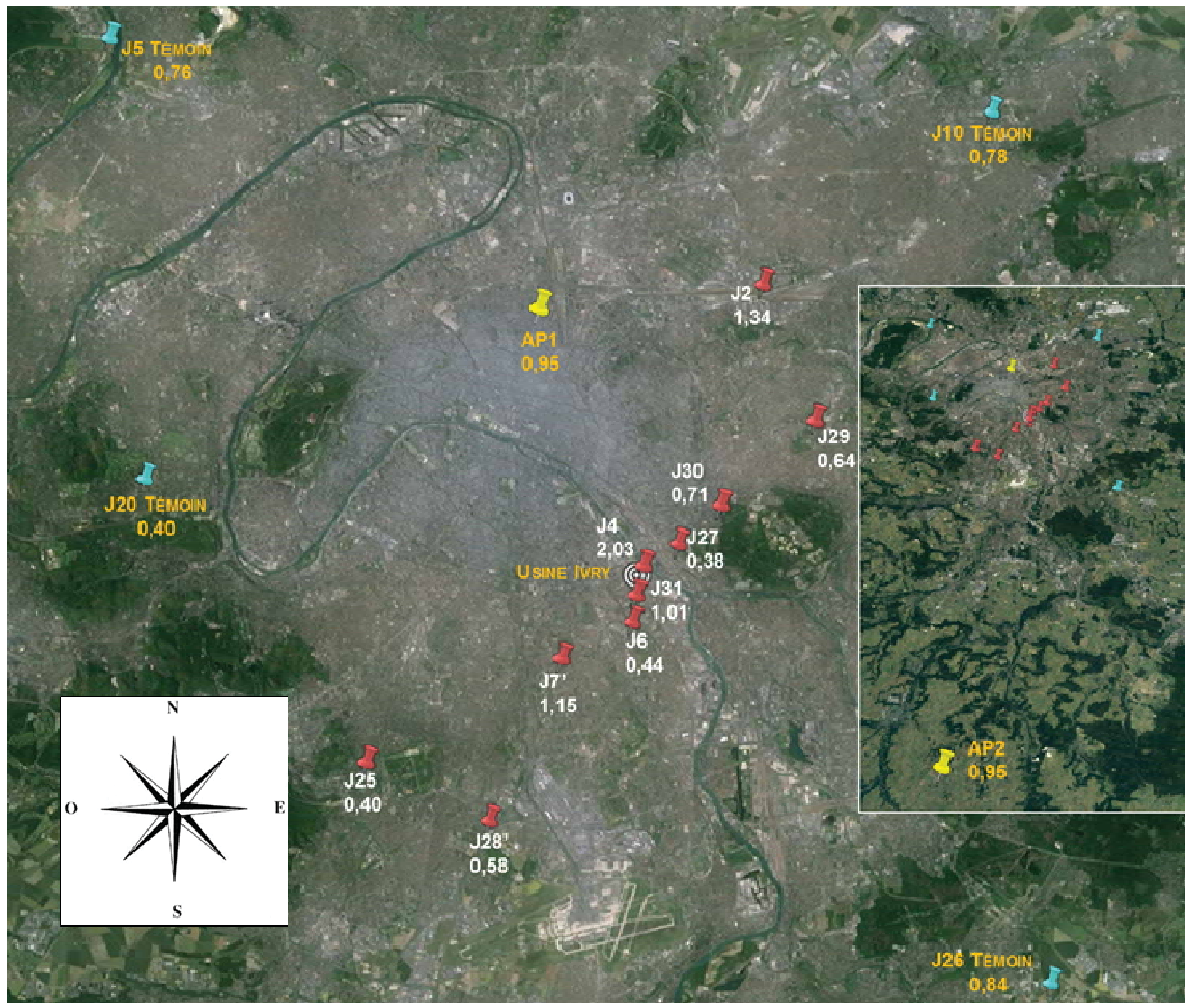 J5 TÉMOIN
0,76
J10 TÉMOIN
0,78
J2
1,34
AP1
0,95
J29
0,64
J30
0,71
J20 TÉMOIN
0,40
J4
2,03
J27
0,38
USINE IVRY
J31
1,01
J6
0,44
J7'
1,15
N
O
E
S
J25
0,40
J28'
0,58
AP2
0,95
J26 TÉMOIN
0,84